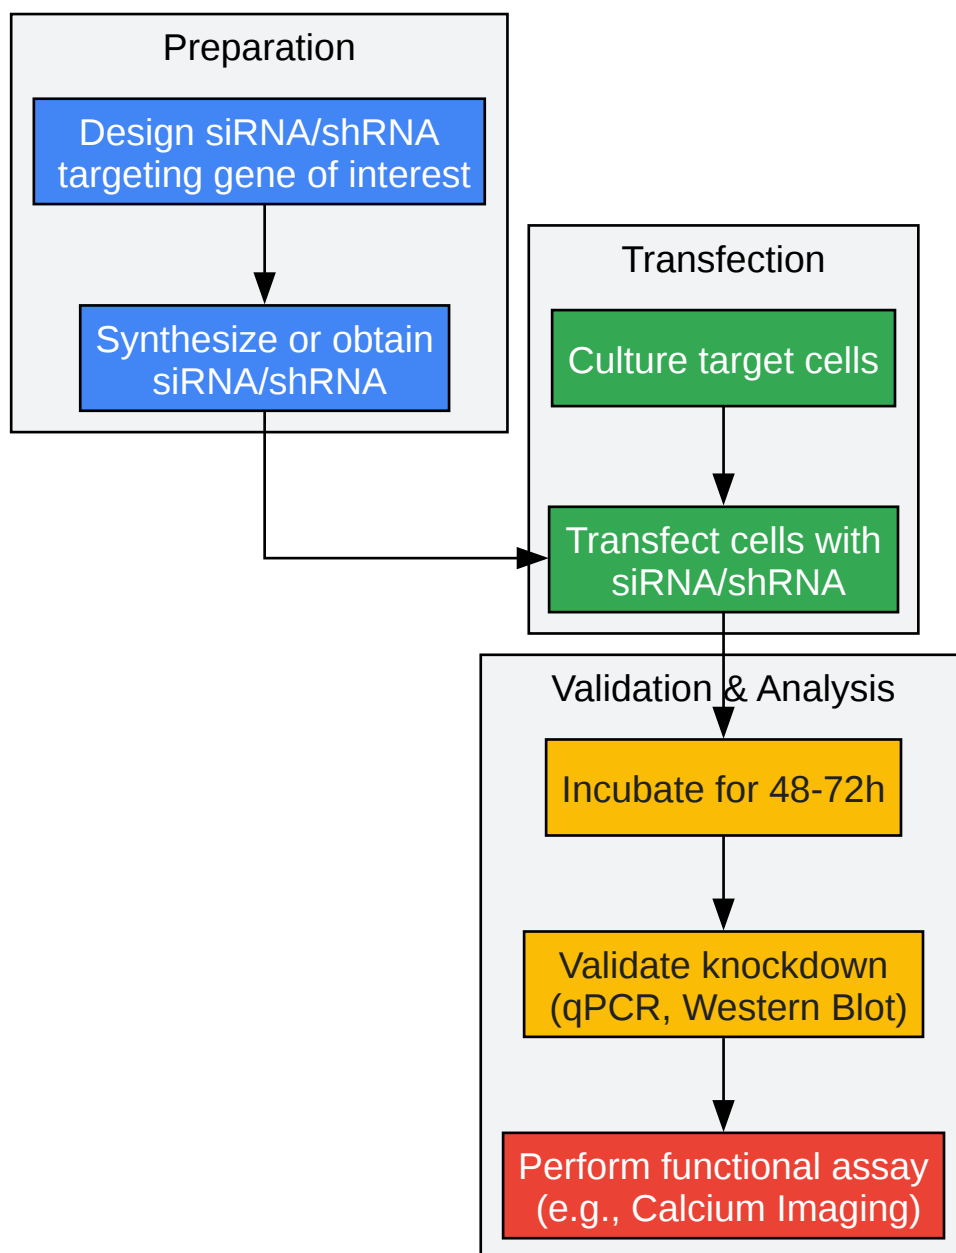 Preparation
Design siRNA/shRNA
targeting gene of interest
Synthesize or obtain
siRNA/shRNA
Transfection
Culture target cells
Transfect cells with
siRNA/shRNA
Validation & Analysis
Incubate for 48-72h
Validate knockdown
(qPCR, Western Blot)
Perform functional assay
(e.g., Calcium Imaging)